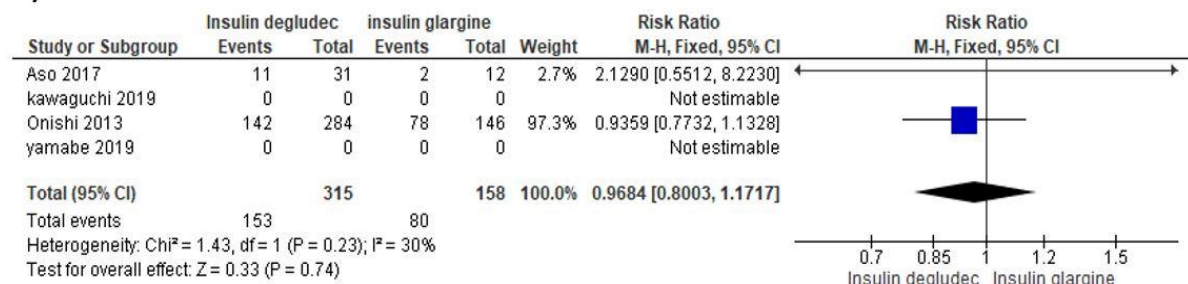 Insulin degludec insulin glargine Risk Ratio Risk Ratio
Study or Subgroup Events Total Events Total Weight M-H, Fixed, 95% CI M-H, Fixed, 95% CI
Aso 2017 11 31 2 12 2.7% 2.1290 [0.5512, 8.2230]
kawaguchi 2019 0 0 0 0 Not estimable
Onishi 2013 142 284 78 146 97.3% 0.9359 [0.7732, 1.1328]
yamabe 2019 0 0 0 0 Not estimable
Total (95% CI) 315 158 100.0% 0.9684 [0.8003, 1.1717]
Total events 153 80
Heterogeneity: Chi² = 1.43, df = 1 (P = 0.23); I² = 30%
Test for overall effect: Z = 0.33 (P = 0.74)
0.7 0.85 1 1.2 1.5
Insulin degludec Insulin glargine